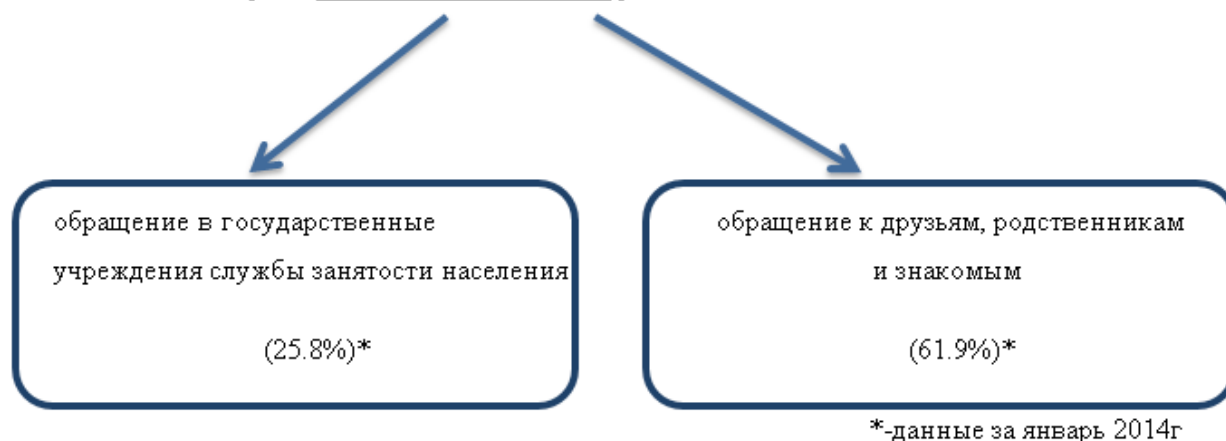 обращение в государственные
учреждения службы занятости населения
(25.8%)*
обращение к друзьям, родственникам
и знакомым
(61.9%)*
*-данные за январь 2014г